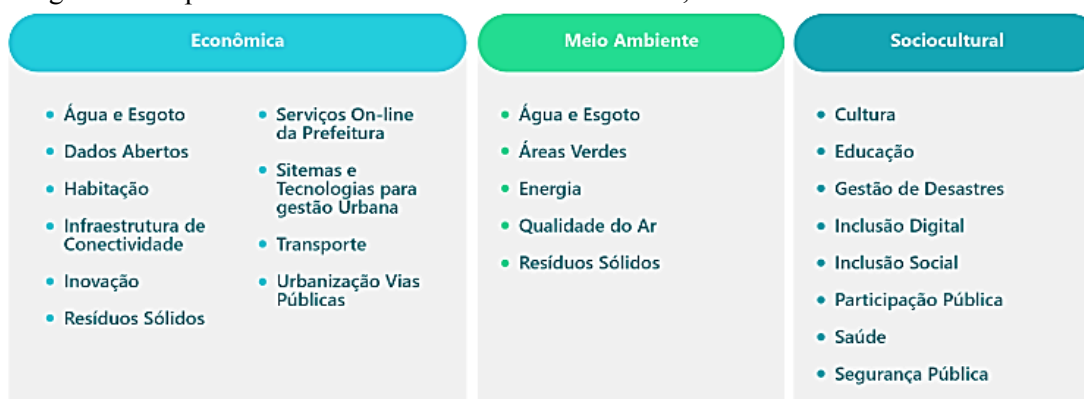 Econômica
Água e Esgoto
Dados Abertos
Habitação
Infraestrutura de
Conectividade
Inovação
Resíduos Sólidos
Serviços On-line
da Prefeitura
Sitemas e
Tecnologias para
gestão Urbana
Transporte
Urbanização Vias
Públicas
Meio Ambiente
Água e Esgoto
Áreas Verdes
Energia
Qualidade do Ar
Resíduos Sólidos
Sociocultural
Cultura
Educação
Gestão de Desastres
Inclusão Digital
Inclusão Social
Participação Pública
Saúde
Segurança Pública